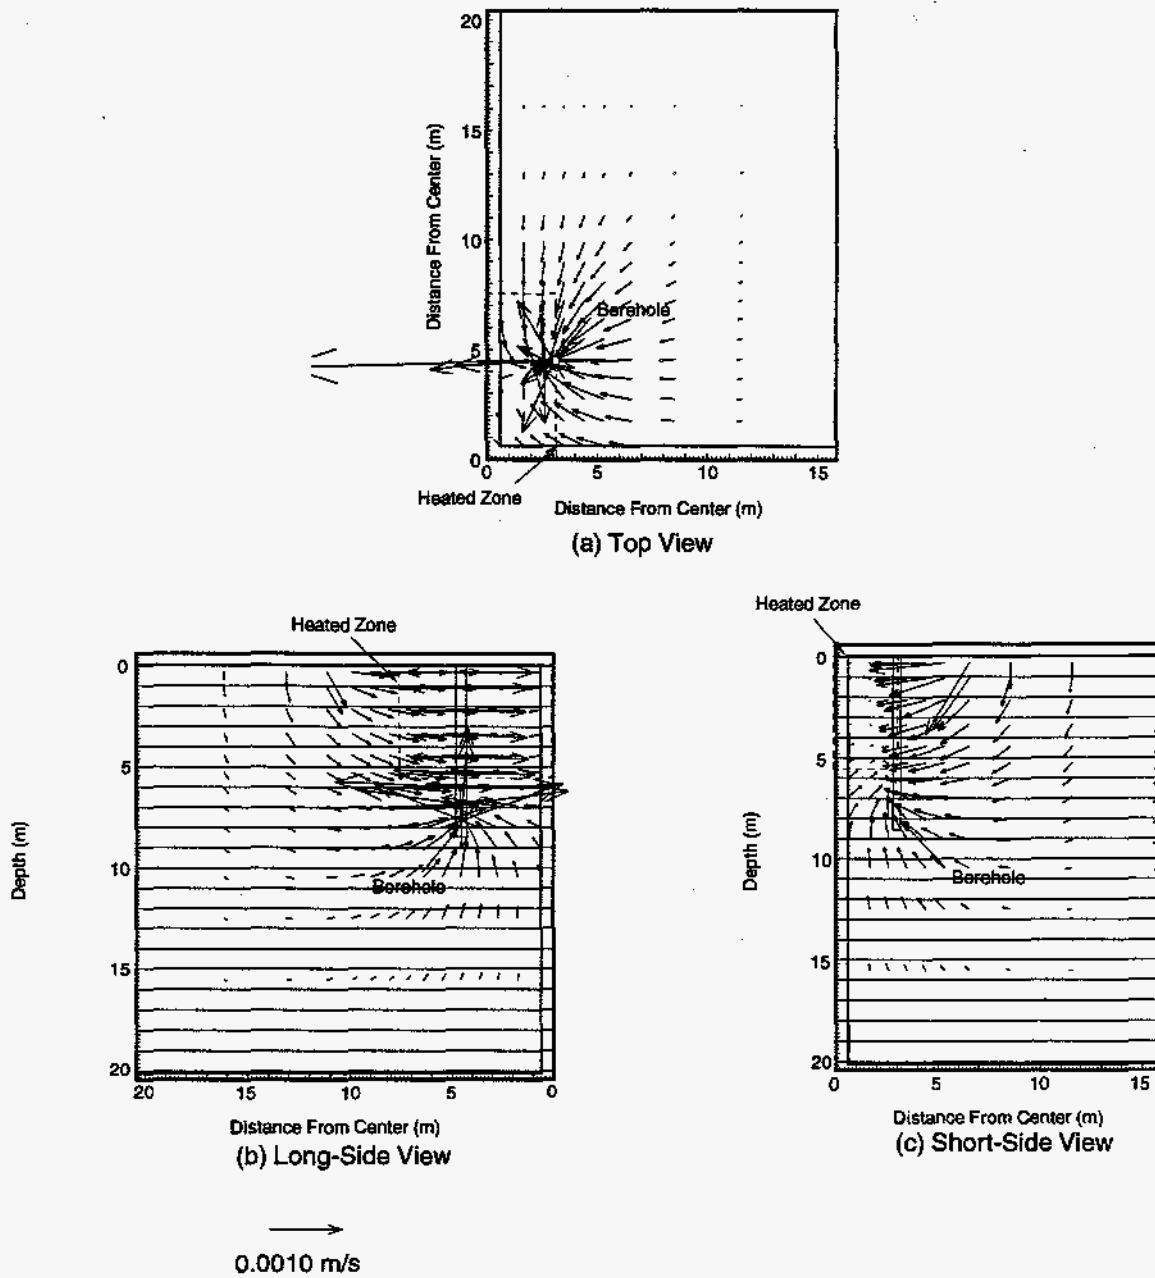 20
15
Distance From Center (m)
10
Borehole
5
0
0 5 10 15
Heated Zone
Distance From Center (m)
(a) Top View
Heated Zone
0
5
Depth (m)
10
Borehole
15
20
20 15 10 5 0
Distance From Center (m)
(b) Long-Side View
Heated Zone
0
5
Depth (m)
10
Borehole
15
20
0 5 10 15
Distance From Center (m)
(c) Short-Side View
0.0010 m/s